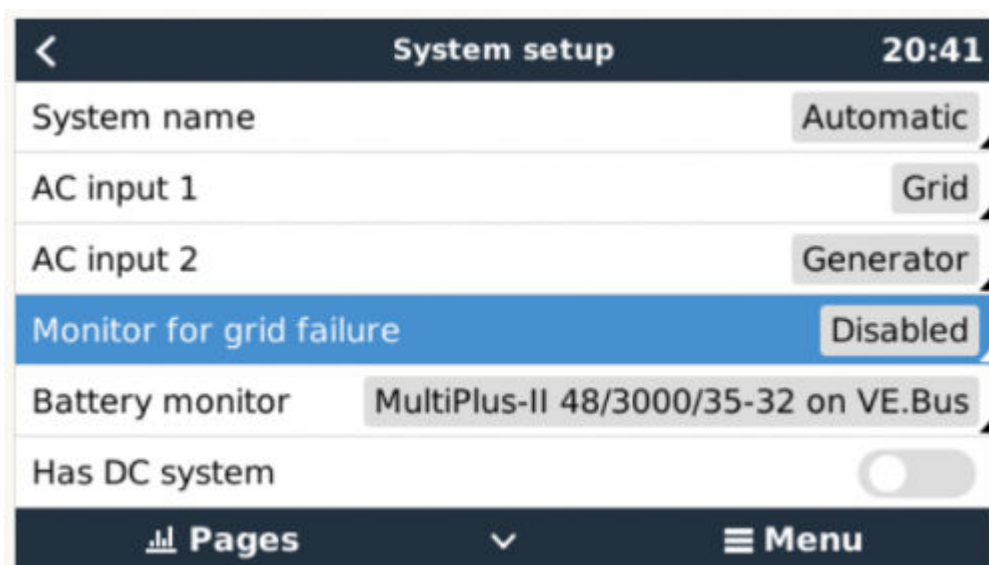 System setup 20:41
System name Automatic
AC input 1 Grid
AC input 2 Generator
Monitor for grid failure Disabled
Battery monitor MultiPlus-II 48/3000/35-32 on VE.Bus
Has DC system
Pages Menu